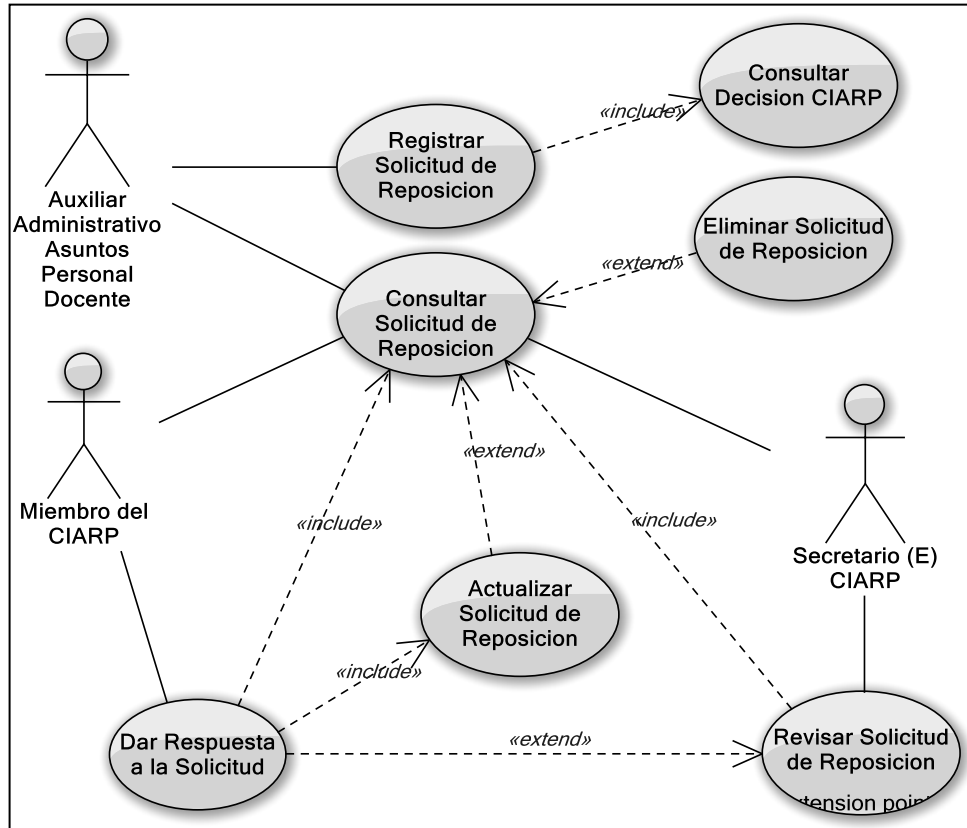 Consultar
Decision CIARP
«include»
Registrar
Solicitud de
Reposicion
Auxiliar
Administrativo
Asuntos
Personal
Docente
Eliminar Solicitud
de Reposicion
«extend»
Consultar
Solicitud de
Reposicion
«extend»
Miembro del
CIARP
«include»
«include»
Secretario (E)
CIARP
Actualizar
Solicitud de
Reposicion
«include»
Dar Respuesta
a la Solicitud
«extend»
Revisar Solicitud
de Reposicion